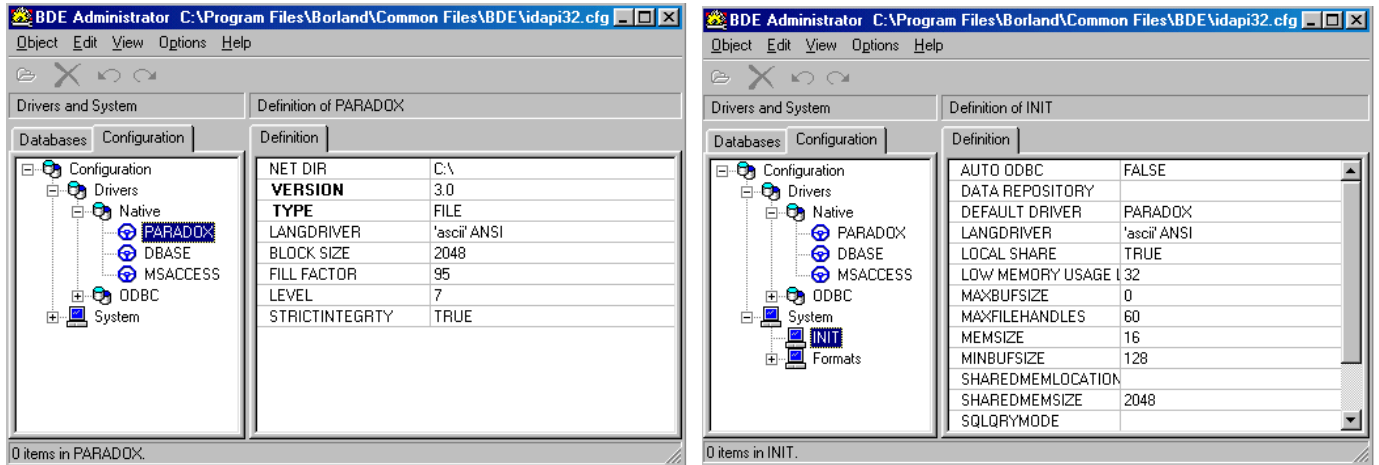 BDE Administrator C:\Program Files\Borland\Common Files\BDE\idapi32.cfg
Object Edit View Options Help
Drivers and System
Definition of PARADOX
Databases Configuration
Definition
Configuration
Drivers
Native
PARADOX
DBASE
MSACCESS
ODBC
System
NET DIR C:\
VERSION 3.0
TYPE FILE
LANGDRIVER 'ascii' ANSI
BLOCK SIZE 2048
FILL FACTOR 95
LEVEL 7
STRICTINTEGRTY TRUE
0 items in PARADOX.
BDE Administrator C:\Program Files\Borland\Common Files\BDE\idapi32.cfg
Object Edit View Options Help
Drivers and System
Definition of INIT
Databases Configuration
Definition
Configuration
Drivers
Native
PARADOX
DBASE
MSACCESS
ODBC
System
INIT
Formats
AUTO ODBC FALSE
DATA REPOSITORY
DEFAULT DRIVER PARADOX
LANGDRIVER 'ascii' ANSI
LOCAL SHARE TRUE
LOW MEMORY USAGE L 32
MAXBUFSIZE 0
MAXFILEHANDLES 60
MEMSIZE 16
MINBUFSIZE 128
SHAREDMEMLOCATION
SHAREDMEMSIZE 2048
SQLQRYMODE
0 items in INIT.